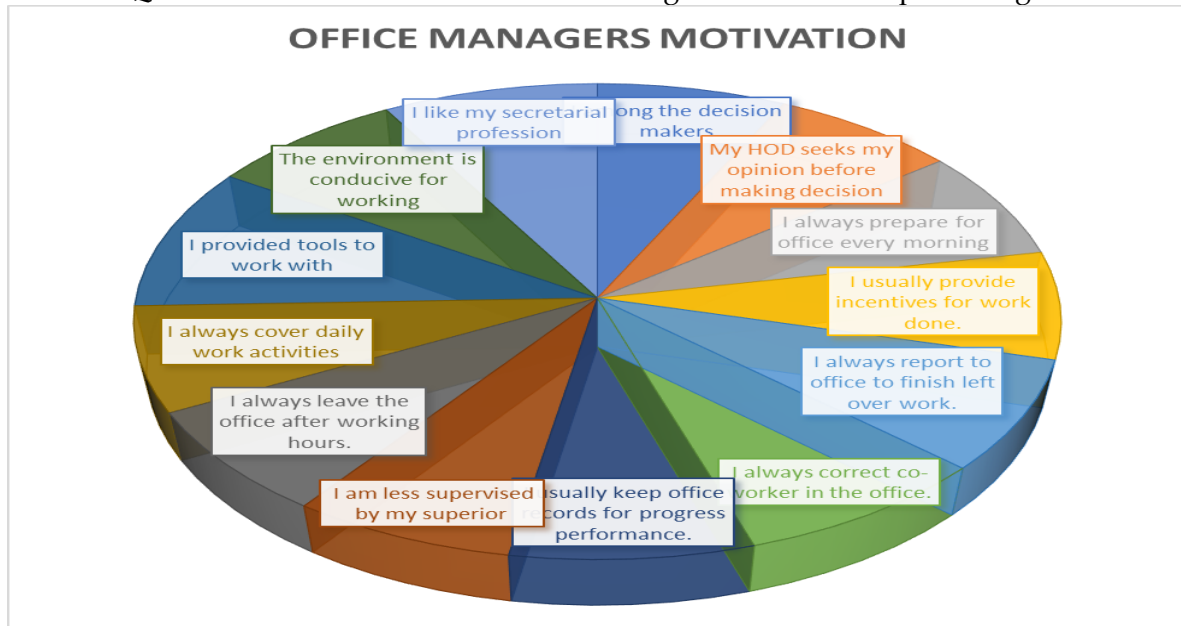 OFFICE MANAGERS MOTIVATION
I like my secretarial
profession
the decision
makers
My HOD seeks my
opinion before
making decision
I always prepare for
office every morning
I usually provide
incentives for work
done.
I always report to
office to finish left
over work.
I always correct co-
worker in the office.
usually keep office
records for progress
performance.
I am less supervised
by my superior
I always leave the
office after working
hours.
I always cover daily
work activities
I provided tools to
work with
The environment is
conducive for
working